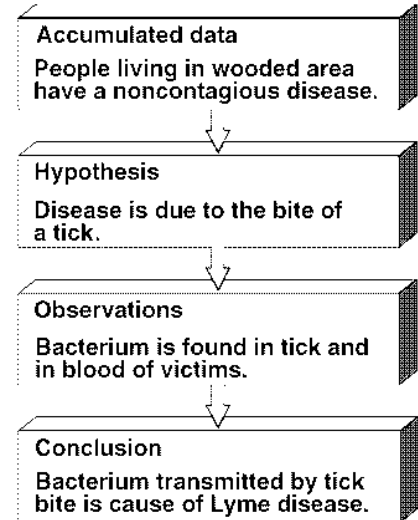 Accumulated data
People living in wooded area
have a noncontagious disease.
Hypothesis
Disease is due to the bite of
a tick.
Observations
Bacterium is found in tick and
in blood of victims.
Conclusion
Bacterium transmitted by tick
bite is cause of Lyme disease.